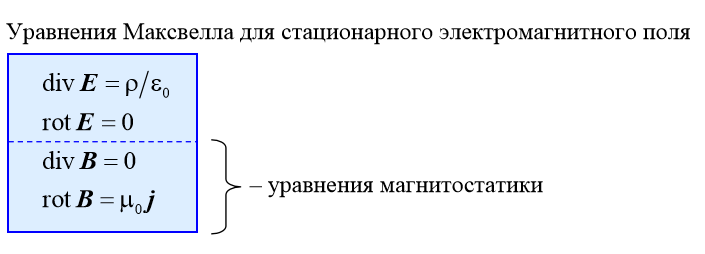 Уравнения Максвелла для стационарного электромагнитного поля
div E = ρ/ε₀
rot E = 0
div B = 0
rot B = μ₀j
– уравнения магнитостатики